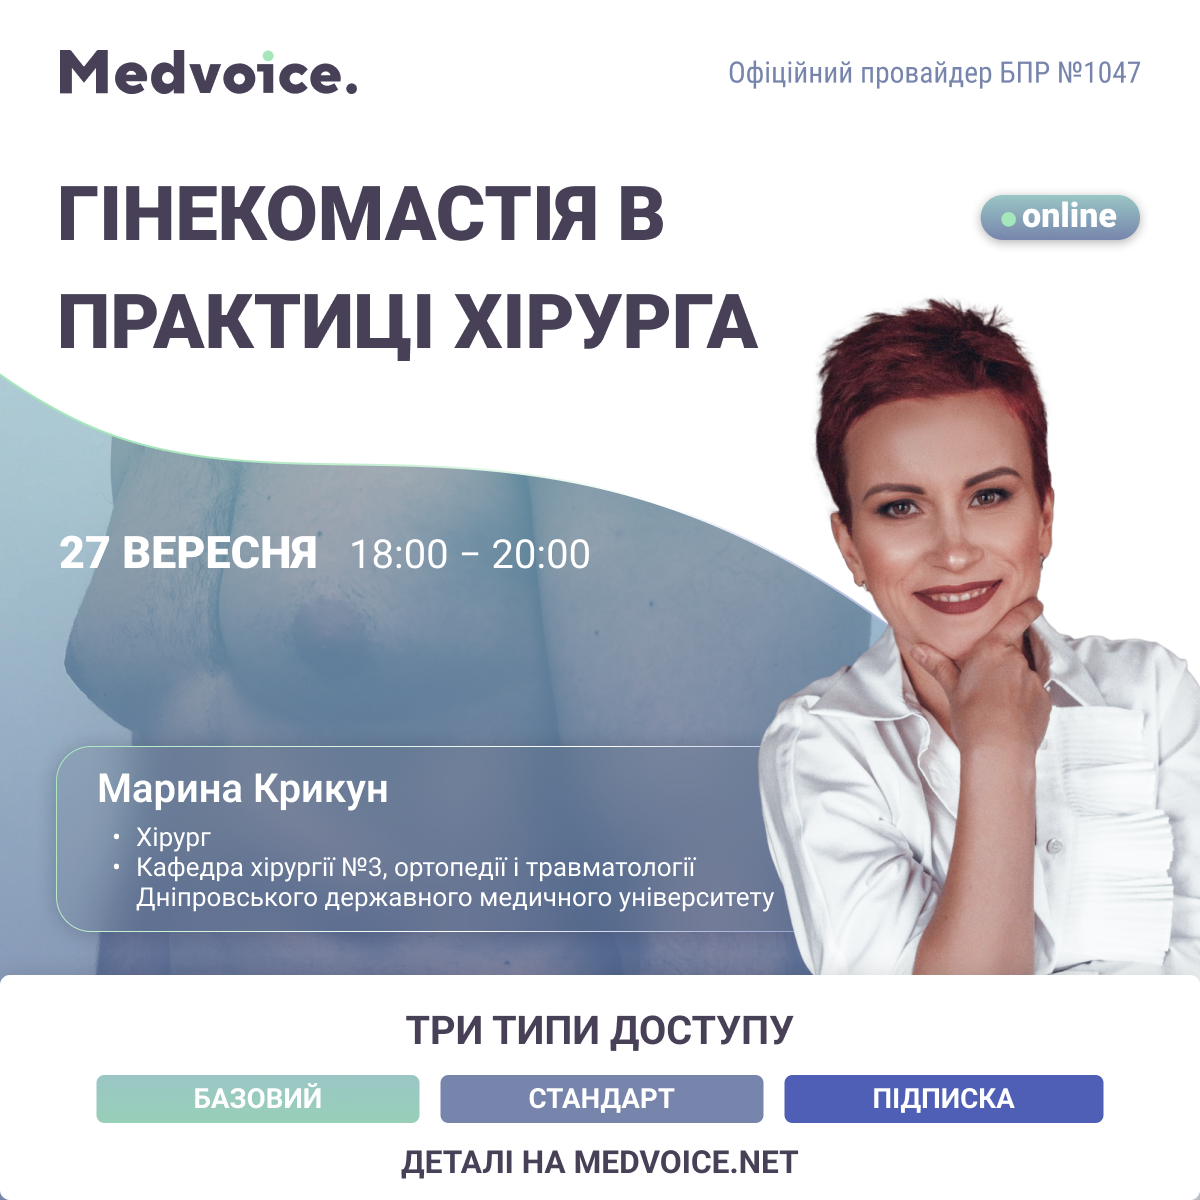 Medvoice.
Офіційний провайдер БПР №1047
ГІНЕКОМАСТІЯ В
ПРАКТИЦІ ХІРУРГА
online
27 ВЕРЕСНЯ 18:00 – 20:00
Марина Крикун
• Хірург
• Кафедра хірургії №3, ортопедії і травматології
Дніпровського державного медичного університету
ТРИ ТИПИ ДОСТУПУ
БАЗОВИЙ
СТАНДАРТ
ПІДПИСКА
ДЕТАЛІ НА MEDVOICE.NET